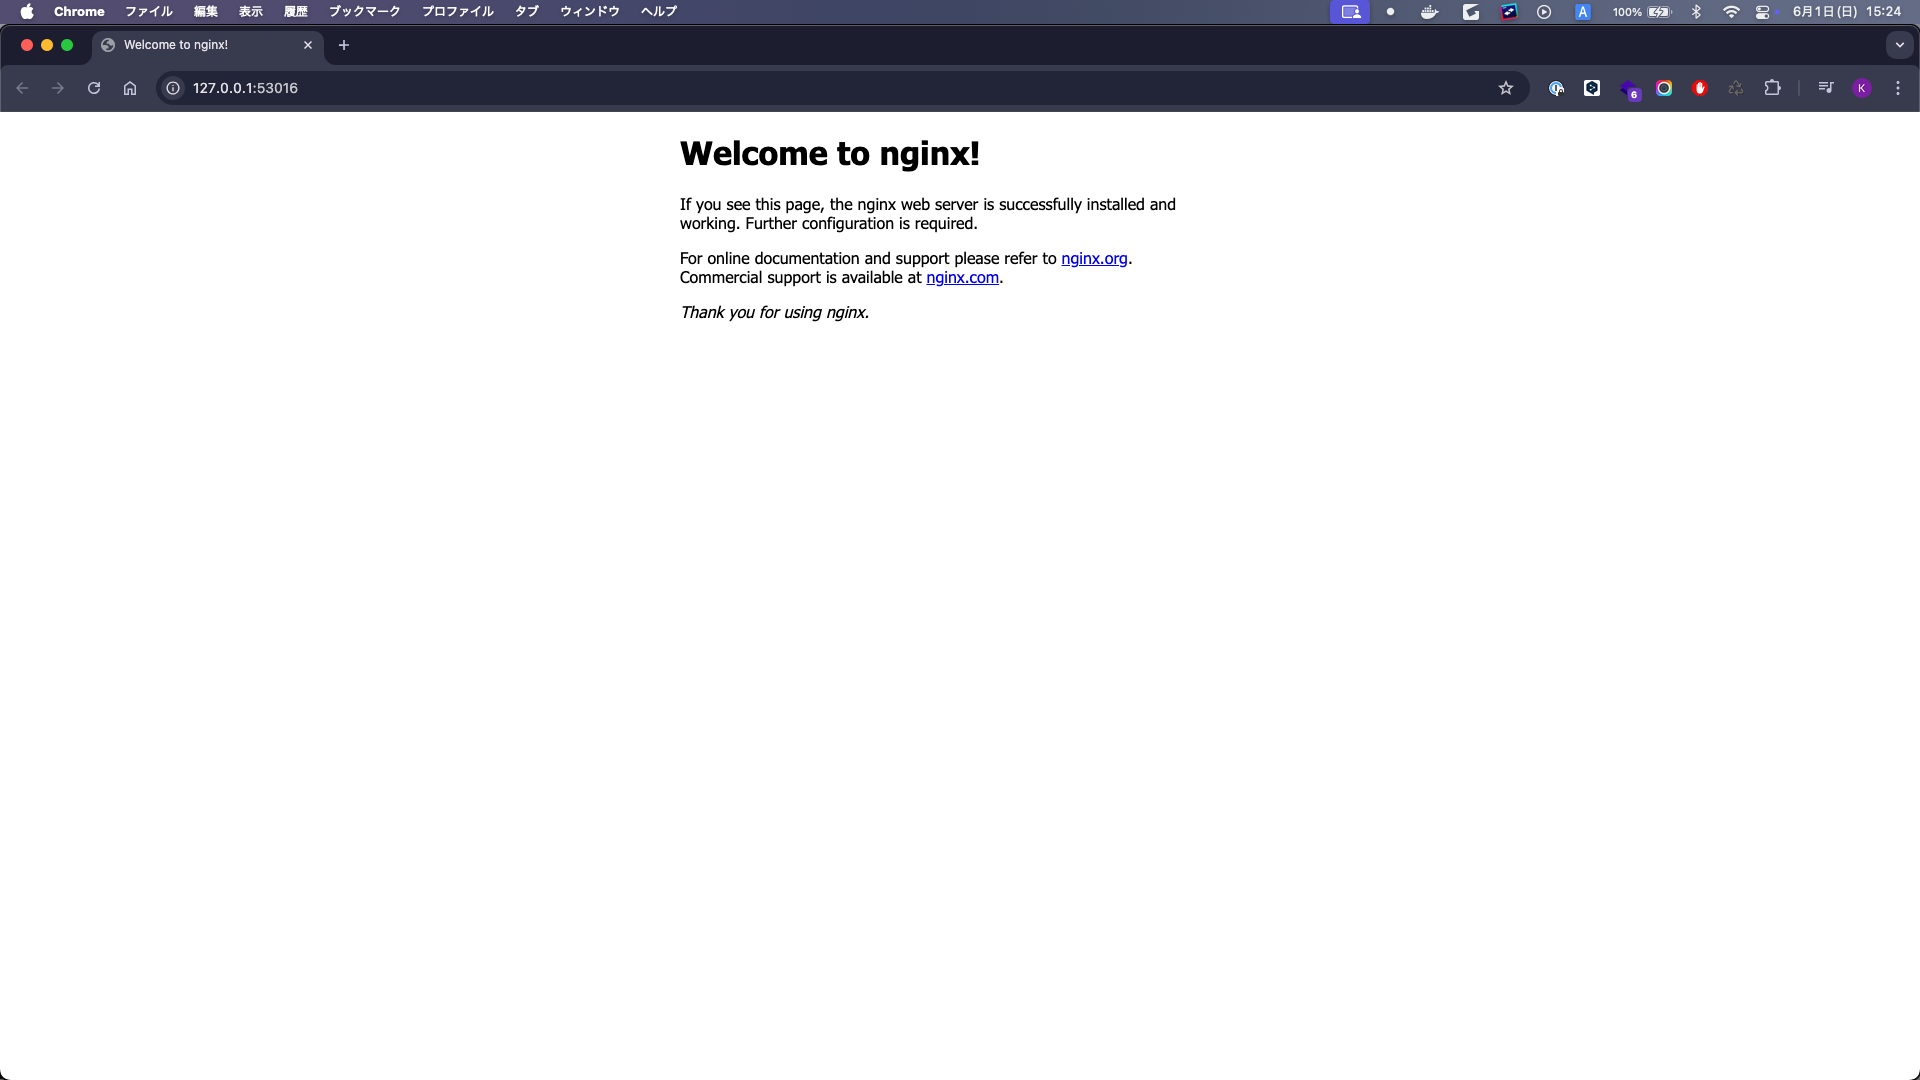 Chrome ファイル 編集 表示 履歴 ブックマーク プロファイル タブ ウィンドウ ヘルプ A 100% 6月1日(日) 15:24
Welcome to nginx!
127.0.0.1:53016 6 K
Welcome to nginx!
If you see this page, the nginx web server is successfully installed and
working. Further configuration is required.
For online documentation and support please refer to nginx.org.
Commercial support is available at nginx.com.
Thank you for using nginx.